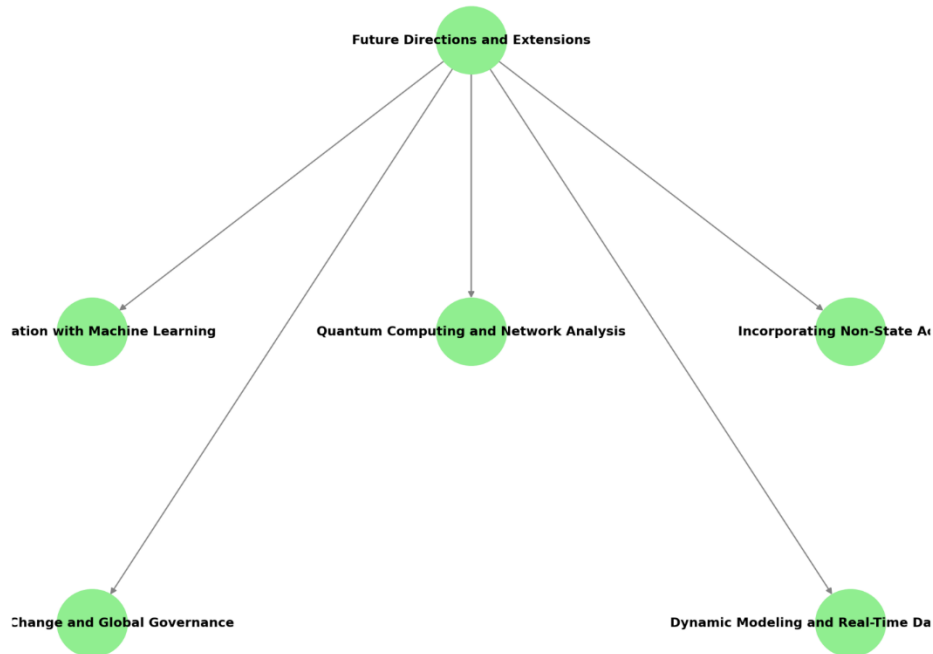 Future Directions and Extensions
ation with Machine Learning
Quantum Computing and Network Analysis
Incorporating Non-State
Change and Global Governance
Dynamic Modeling and Real-Time Da